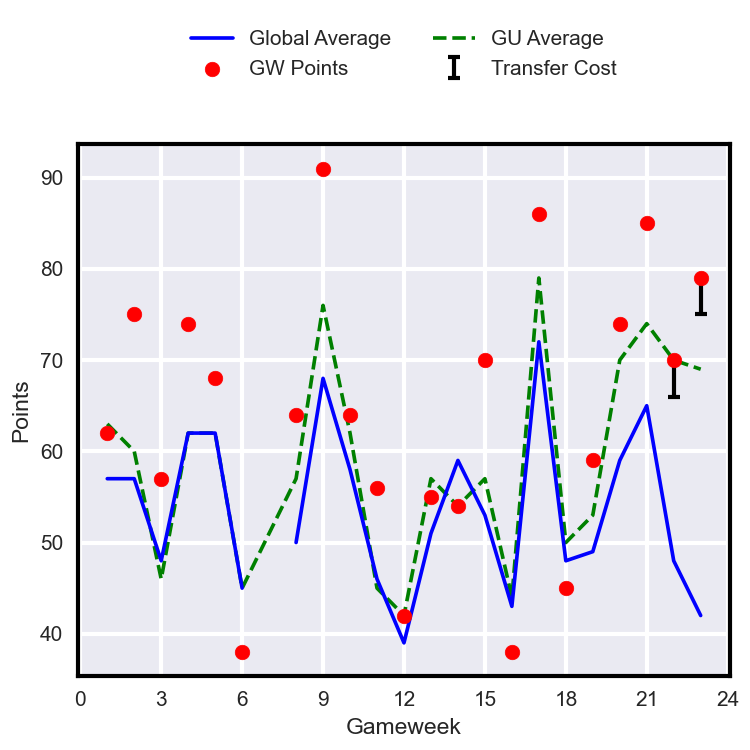 Global Average
GU Average
GW Points
Transfer Cost
90
80
70
60
50
40
Points
0 3 6 9 12 15 18 21 24
Gameweek